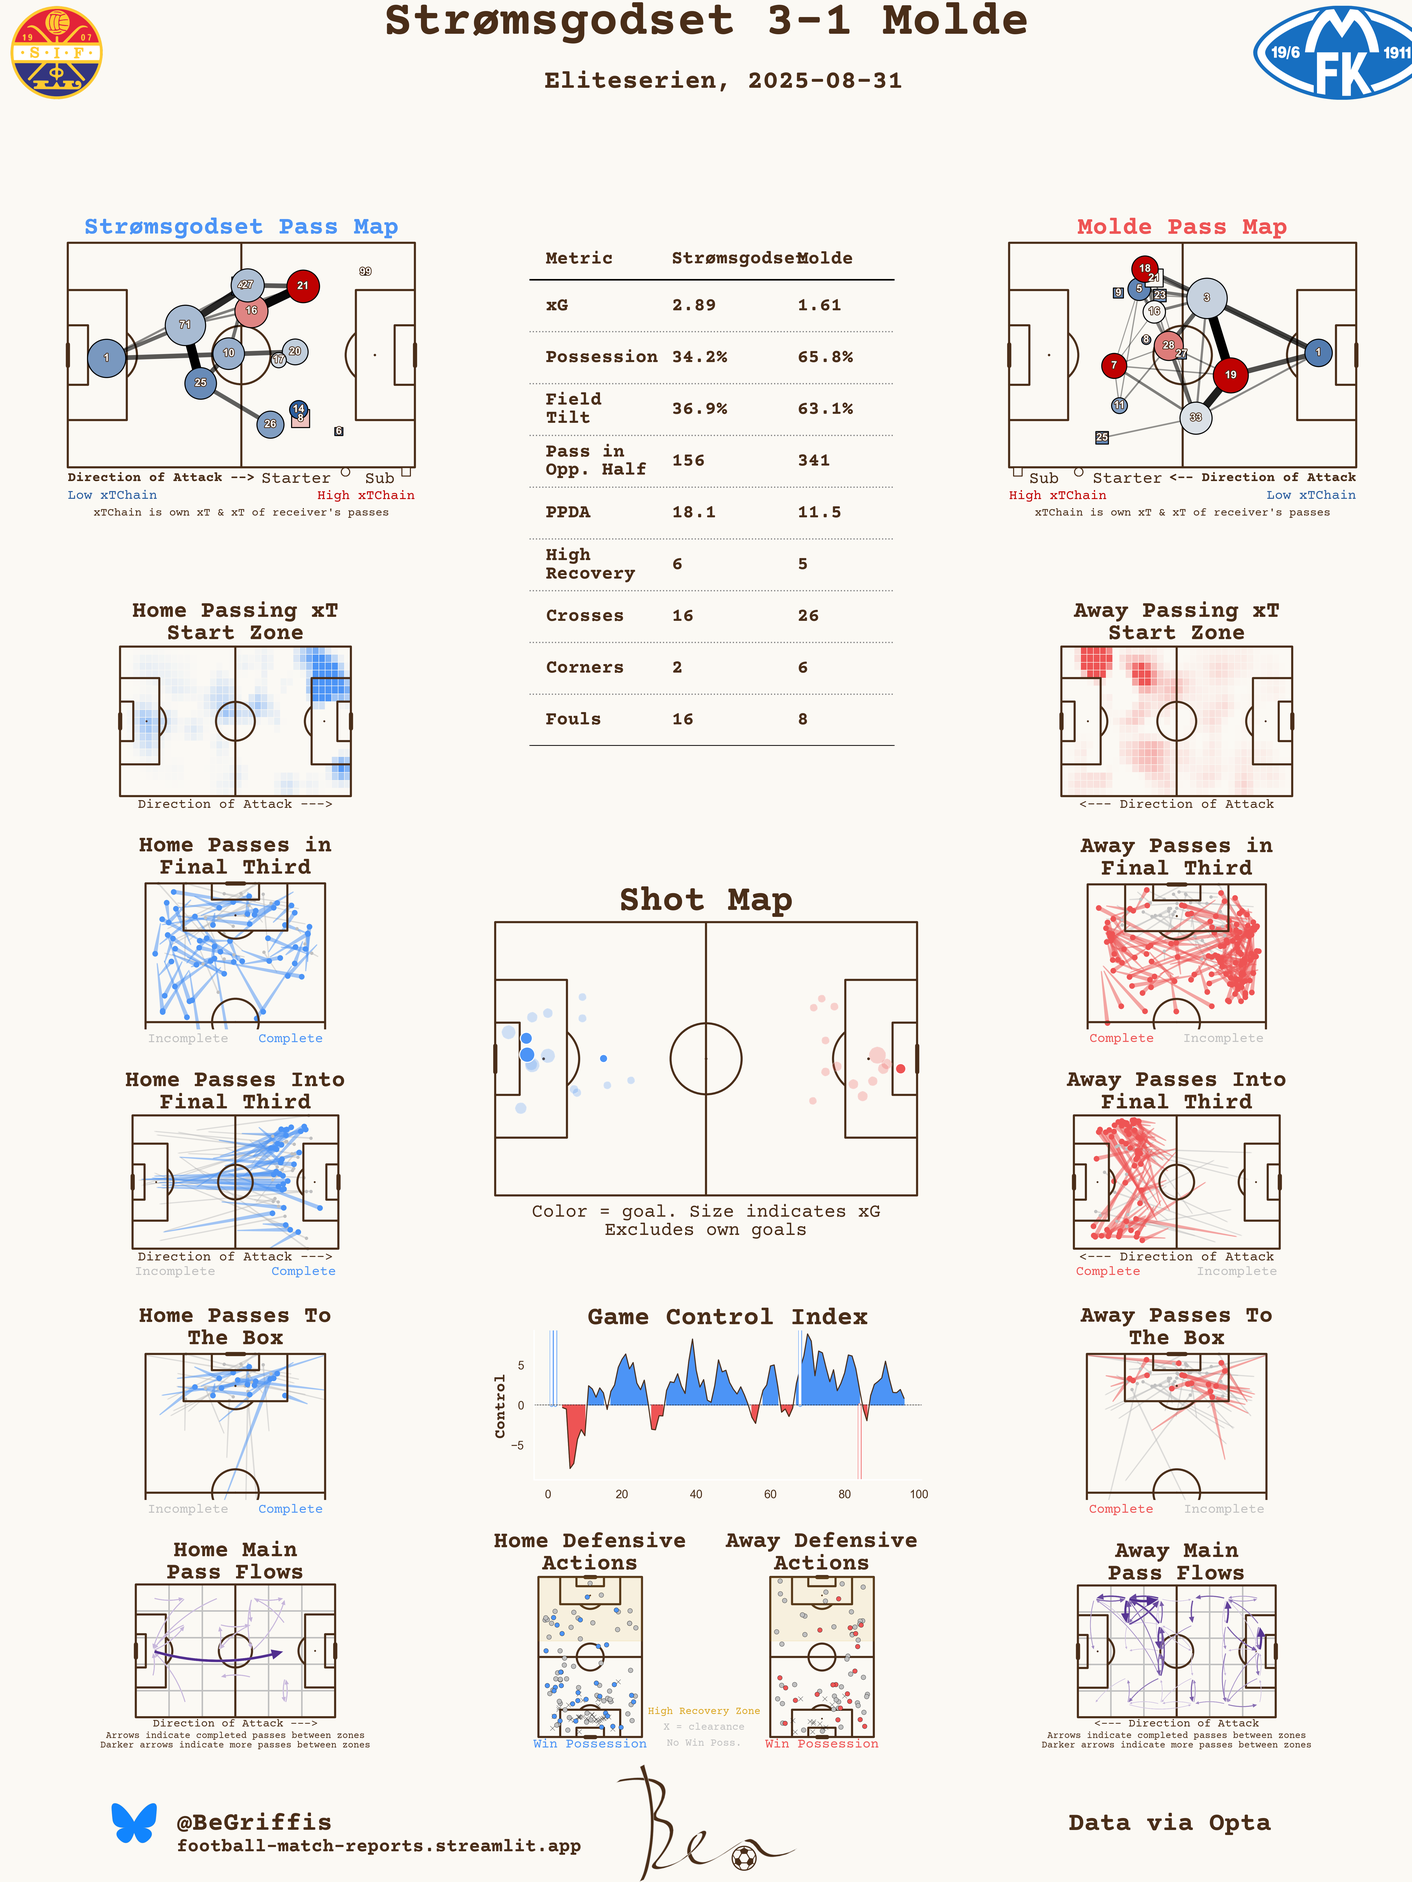 Strømsgodset 3-1 Molde
Eliteserien, 2025-08-31
19 07
·S·I·F·
19/6 1911
M
FK
Strømsgodset Pass Map
1
71
25
10
427
16
21
17
20
26
14
8
6
99
Direction of Attack --> Starter Sub
Low xTChain High xTChain
xTChain is own xT & xT of receiver's passes
Metric Strømsgodset Molde
xG 2.89 1.61
Possession 34.2% 65.8%
Field
Tilt 36.9% 63.1%
Pass in
Opp. Half 156 341
PPDA 18.1 11.5
High
Recovery 6 5
Crosses 16 26
Corners 2 6
Fouls 16 8
Molde Pass Map
18
21
5
9
23
16
3
8
28
27
7
19
1
11
33
25
Sub Starter <-- Direction of Attack
High xTChain Low xTChain
xTChain is own xT & xT of receiver's passes
Home Passing xT
Start Zone
Direction of Attack --->
Away Passing xT
Start Zone
<--- Direction of Attack
Home Passes in
Final Third
Incomplete Complete
Away Passes in
Final Third
Complete Incomplete
Shot Map
Color = goal. Size indicates xG
Excludes own goals
Home Passes Into
Final Third
Direction of Attack --->
Incomplete Complete
Away Passes Into
Final Third
<--- Direction of Attack
Complete Incomplete
Home Passes To
The Box
Incomplete Complete
Game Control Index
Control
5
0
−5
0 20 40 60 80 100
Away Passes To
The Box
Complete Incomplete
Home Main
Pass Flows
Direction of Attack --->
Arrows indicate completed passes between zones
Darker arrows indicate more passes between zones
Home Defensive
Actions
Win Possession
Away Defensive
Actions
Win Possession
High Recovery Zone
X = clearance
No Win Poss.
Away Main
Pass Flows
<--- Direction of Attack
Arrows indicate completed passes between zones
Darker arrows indicate more passes between zones
@BeGriffis
football-match-reports.streamlit.app
Ben
Data via Opta